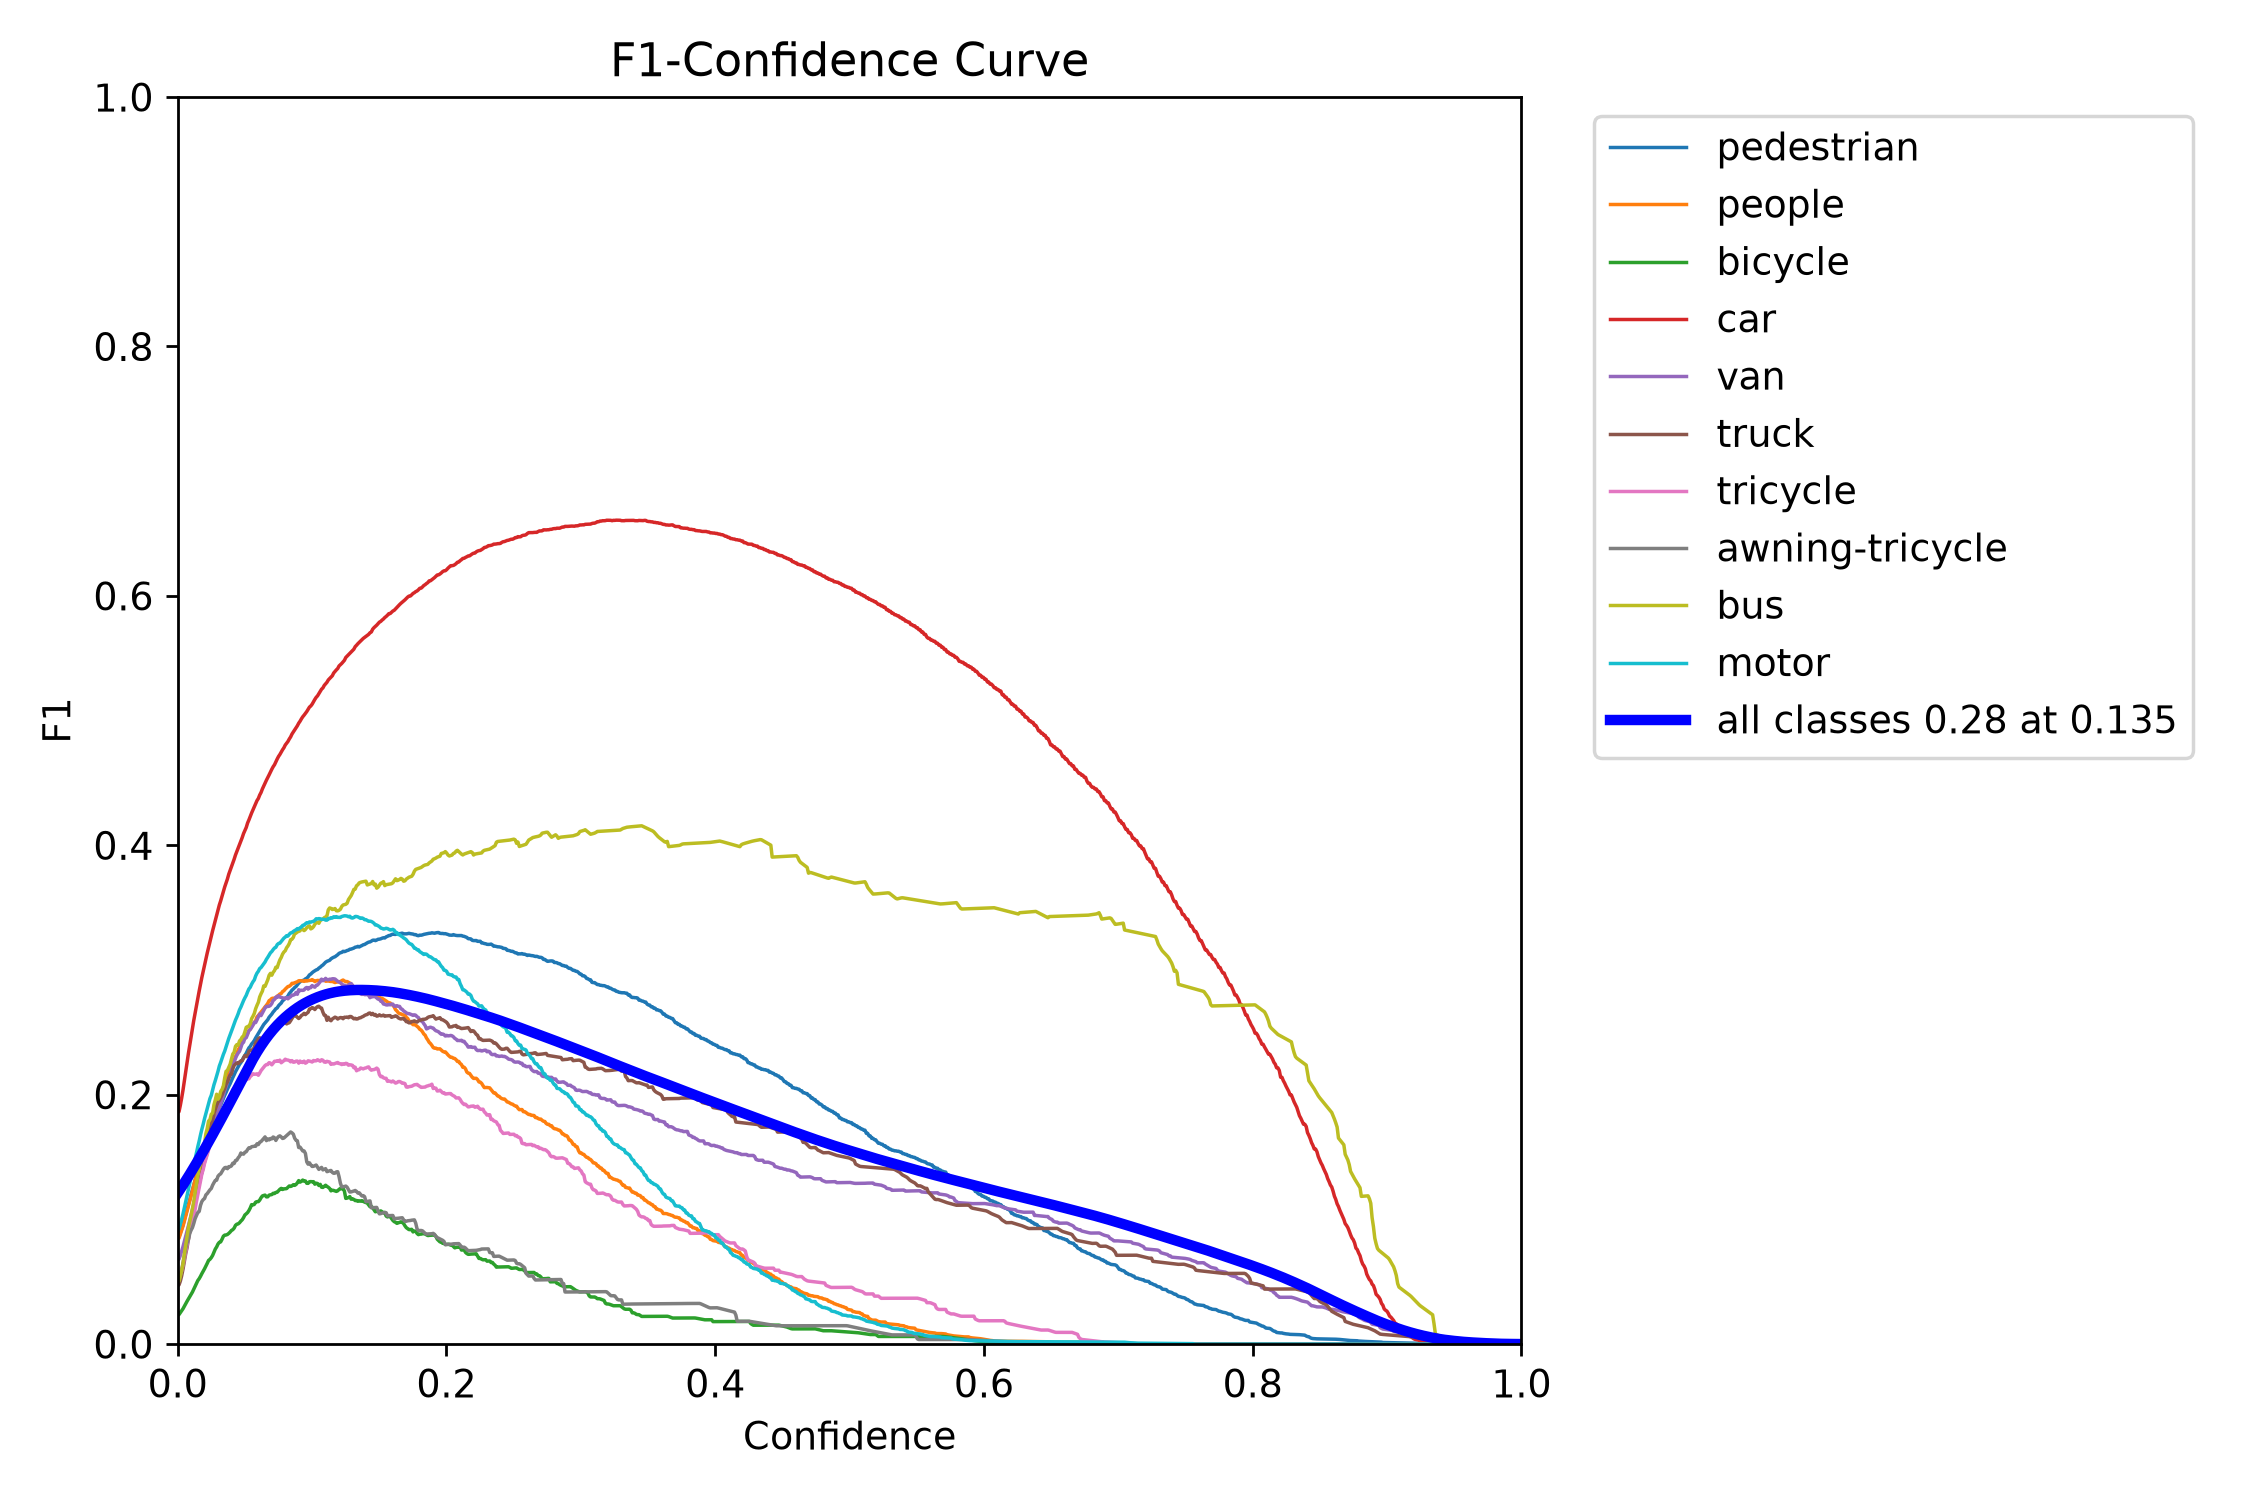 F1-Confidence Curve
1.0
0.8
0.6
0.4
0.2
0.0
F1
0.0 0.2 0.4 0.6 0.8 1.0
Confidence
pedestrian
people
bicycle
car
van
truck
tricycle
awning-tricycle
bus
motor
all classes 0.28 at 0.135